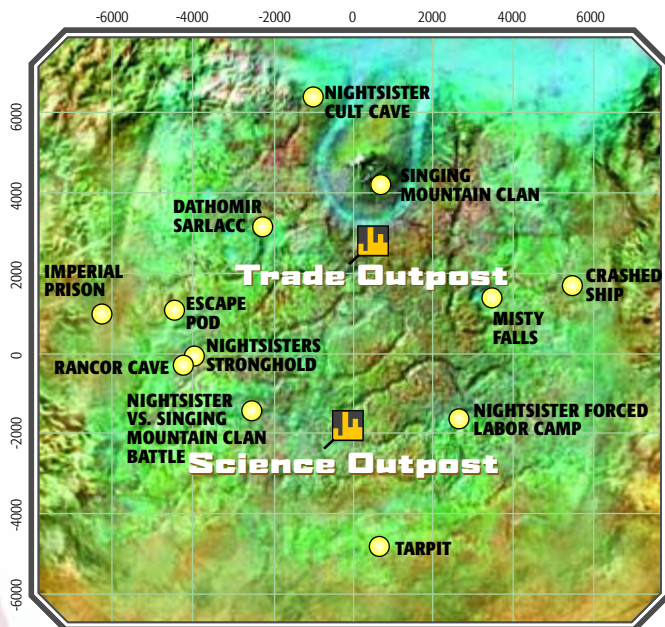 -6000 -4000 -2000 0 2000 4000 6000
6000
4000
2000
0
-2000
-4000
-6000
NIGHTSISTER
CULT CAVE
SINGING
MOUNTAIN CLAN
DATHOMIR
SARLACC
Trade Outpost
IMPERIAL
PRISON
ESCAPE
POD
CRASHED
SHIP
MISTY
FALLS
NIGHTSISTERS
STRONGHOLD
RANCOR CAVE
NIGHTSISTER
VS. SINGING
MOUNTAIN CLAN
BATTLE
NIGHTSISTER FORCED
LABOR CAMP
Science Outpost
TARPIT